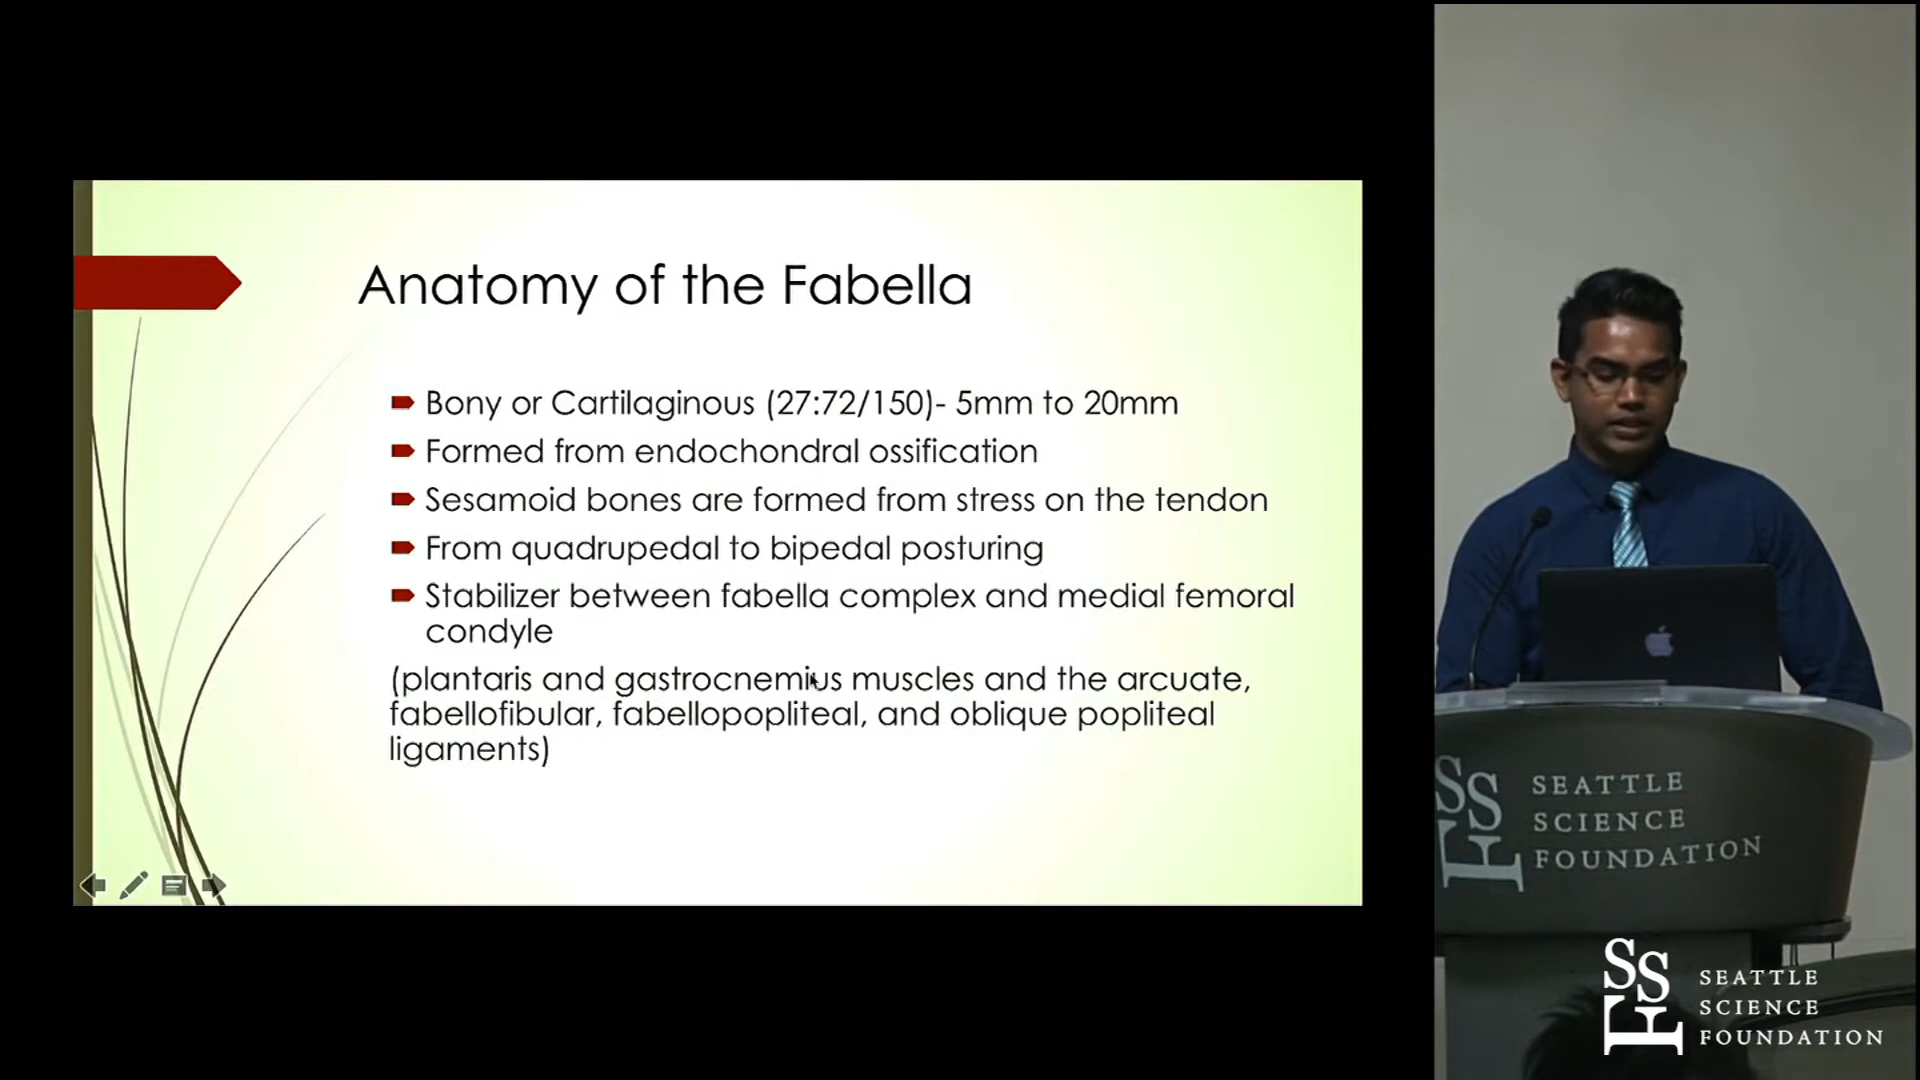 Anatomy of the Fabella
Bony or Cartilaginous (27:72/150)- 5mm to 20mm
Formed from endochondral ossification
Sesamoid bones are formed from stress on the tendon
From quadrupedal to bipedal posturing
Stabilizer between fabella complex and medial femoral
condyle
(plantaris and gastrocnemius muscles and the arcuate,
fabellofibular, fabellopopliteal, and oblique popliteal
ligaments)
SSF
SEATTLE
SCIENCE
FOUNDATION
SSF
SEATTLE
SCIENCE
FOUNDATION